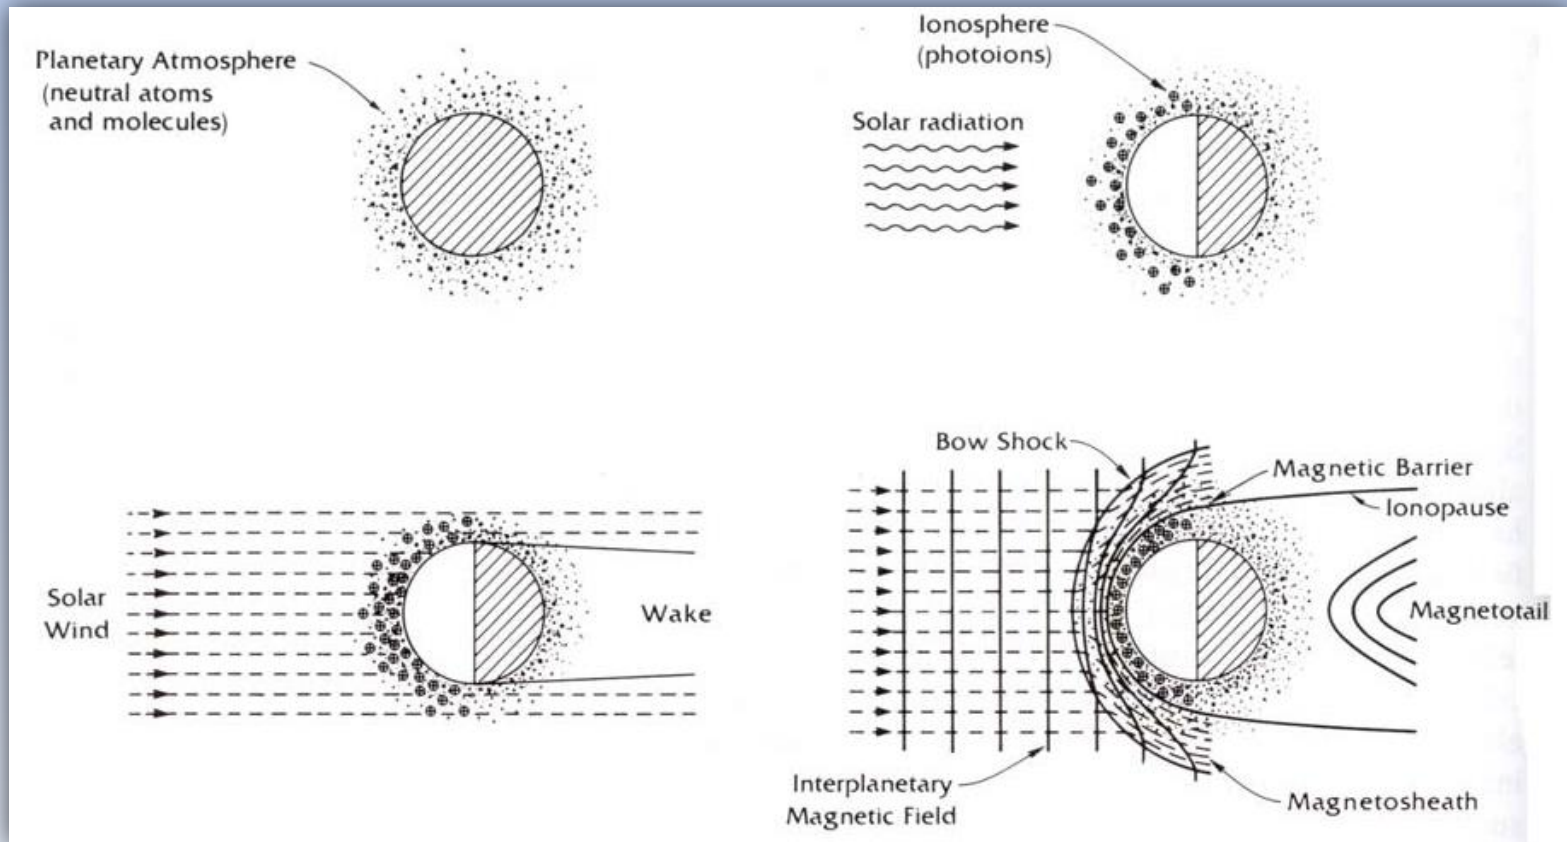 Planetary Atmosphere
(neutral atoms
and molecules)
Ionosphere
(photoions)
Solar radiation
Solar
Wind
Wake
Bow Shock
Magnetic Barrier
Ionopause
Magnetotail
Interplanetary
Magnetic Field
Magnetosheath